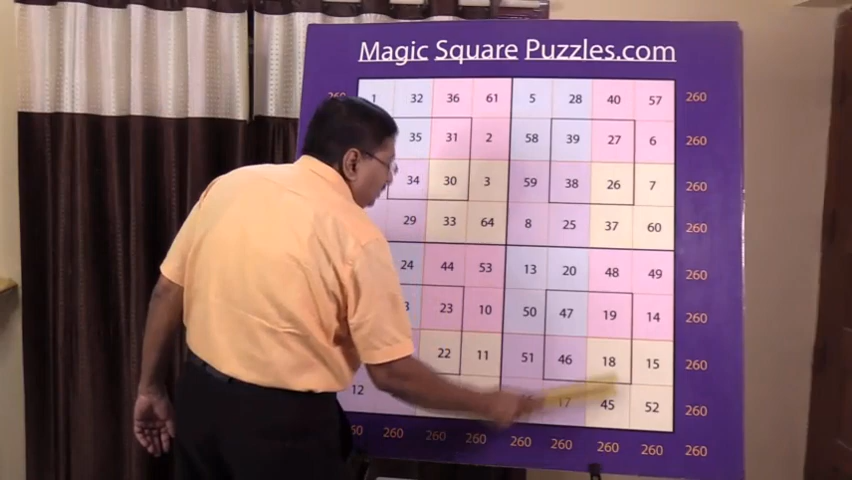 Magic Square Puzzles.com
260 1 32 36 61 5 28 40 57 260
35 31 2 58 39 27 6 260
34 30 3 59 38 26 7 260
29 33 64 8 25 37 60 260
24 44 53 13 20 48 49 260
23 10 50 47 19 14 260
22 11 51 46 18 15 260
12 17 45 52 260
260 260 260 260 260 260 260 260